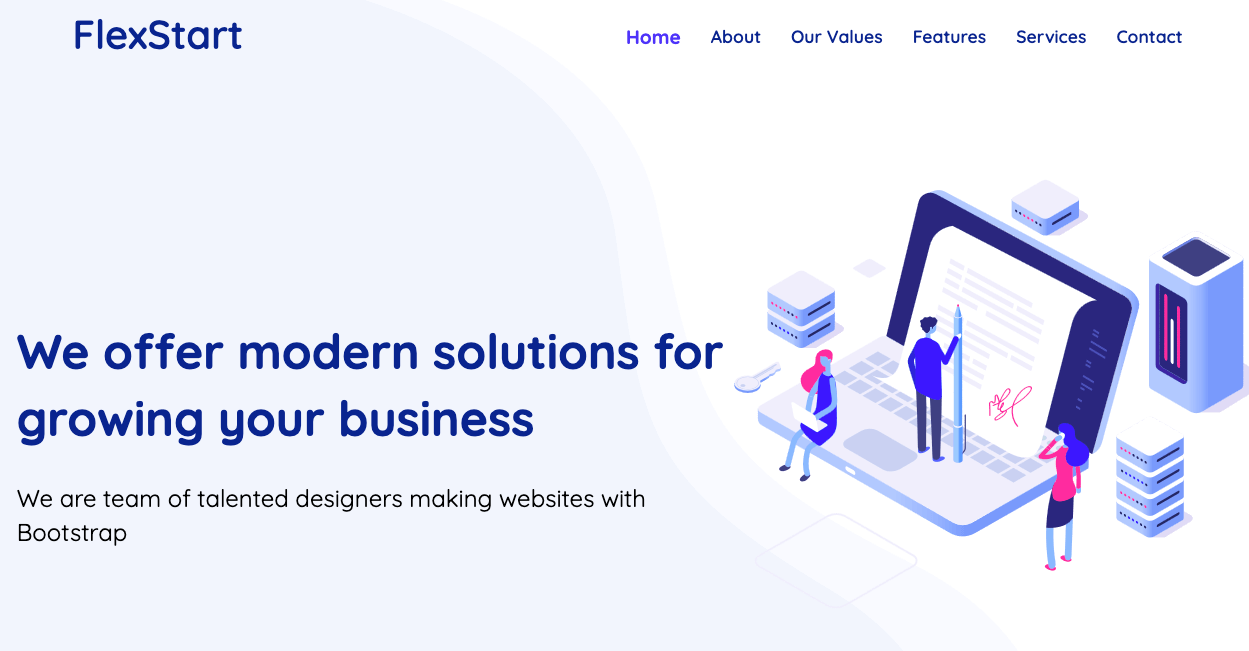 FlexStart
Home About Our Values Features Services Contact
We offer modern solutions for
growing your business
We are team of talented designers making websites with
Bootstrap